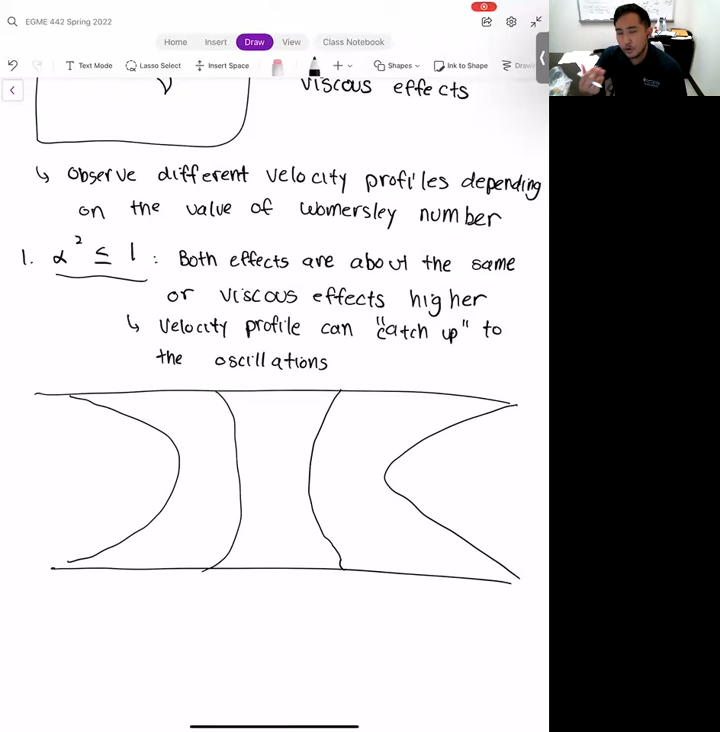 EGME 442 Spring 2022
Home Insert Draw View Class Notebook
Text Mode Lasso Select Insert Space Shapes Ink to Shape
ν viscous effects
↳ Observe different velocity profiles depending
on the value of Womersley number
1. α² ≤ 1 : Both effects are about the same
or viscous effects higher
↳ Velocity profile can "catch up" to
the oscillations